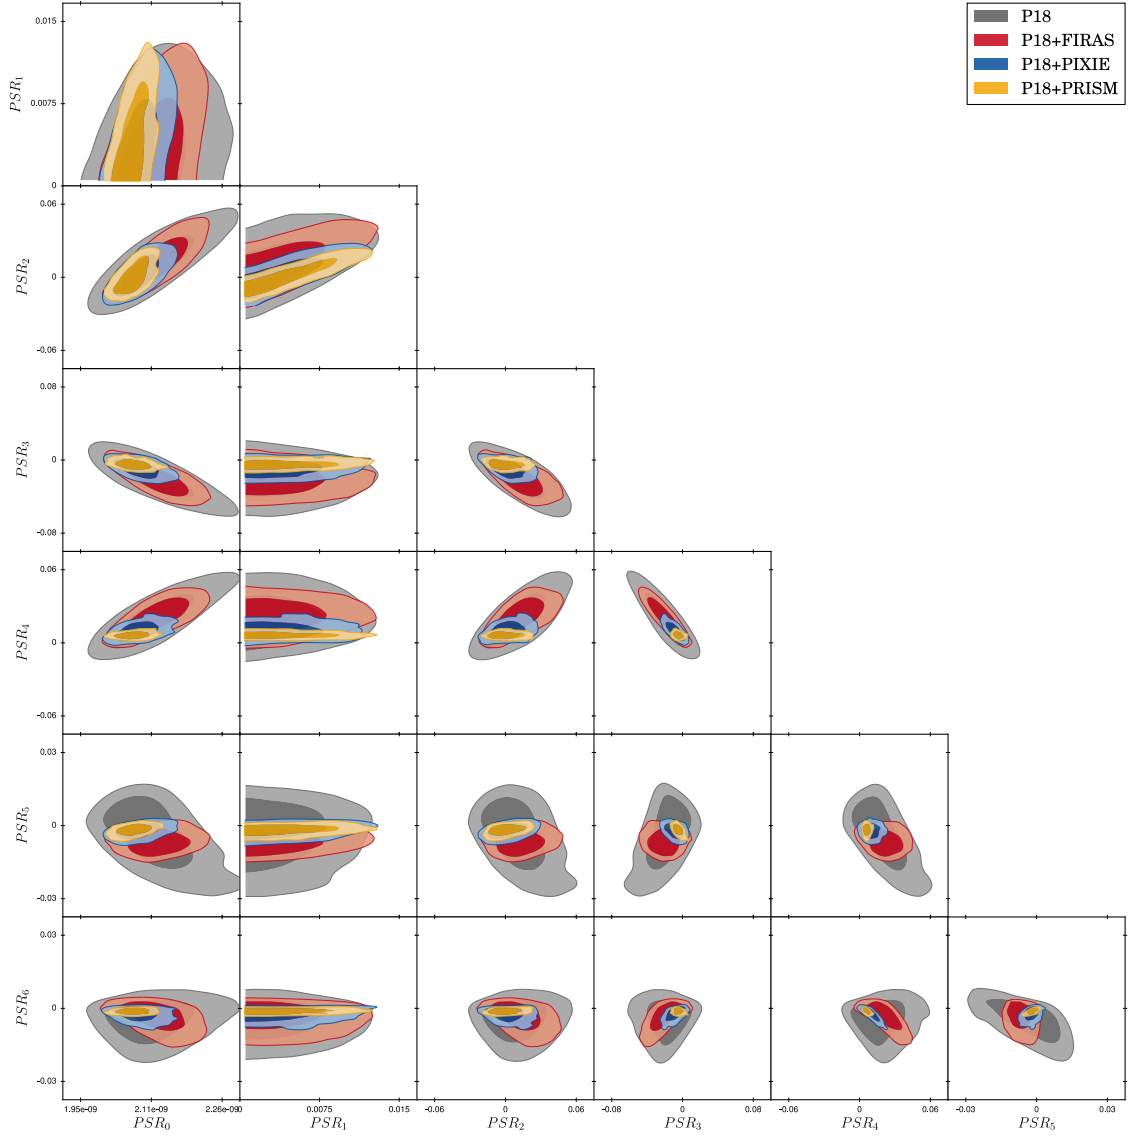 P18
P18+FIRAS
P18+PIXIE
P18+PRISM
0.015
0.0075
0
PSR₁
0.06
0
-0.06
PSR₂
0.08
0
-0.08
PSR₃
0.06
0
-0.06
PSR₄
0.03
0
-0.03
PSR₅
0.03
0
-0.03
PSR₆
1.95e-09 2.11e-09 2.26e-09 0 0.0075 0.015 -0.06 0 0.06 -0.08 0 0.08 -0.06 0 0.06 -0.03 0 0.03
PSR₀ PSR₁ PSR₂ PSR₃ PSR₄ PSR₅